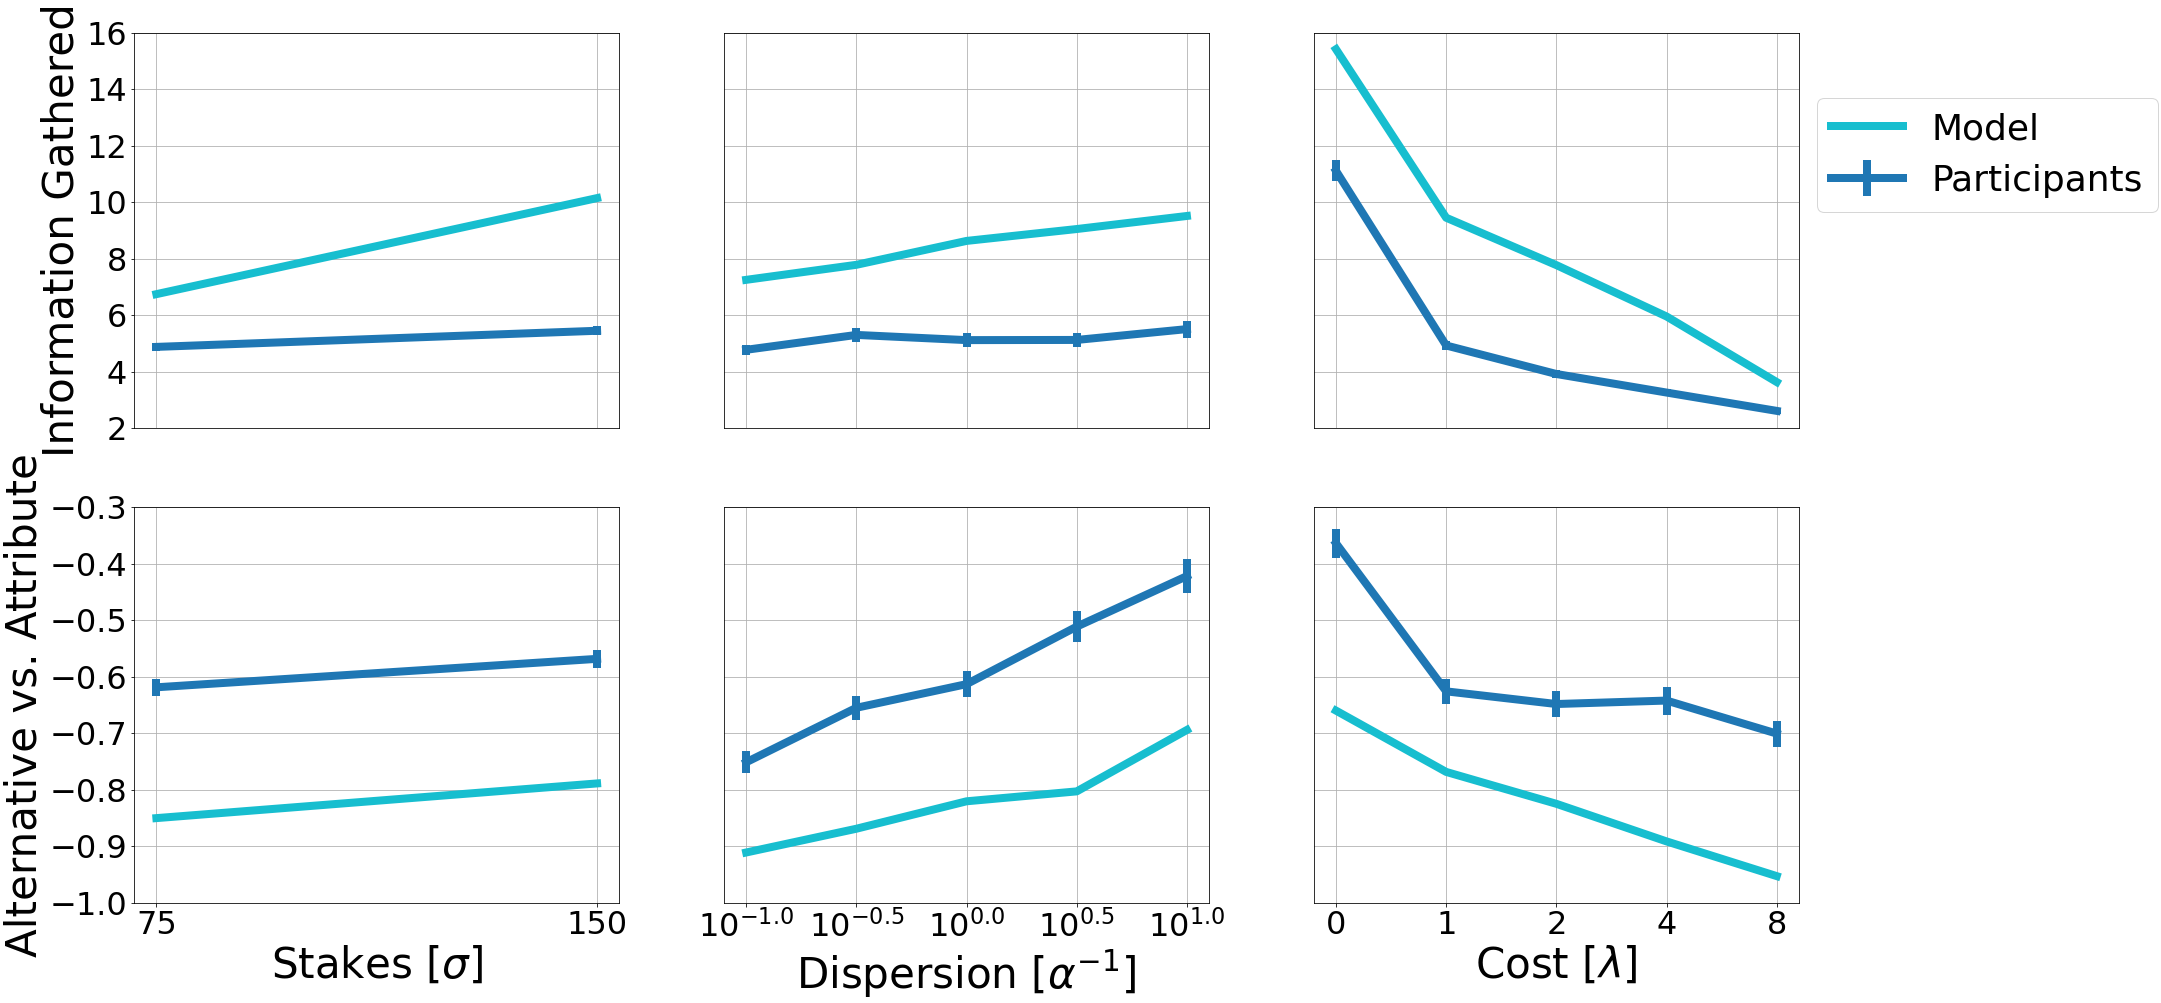 Information Gathered
16
14
12
10
8
6
4
2
Model
Participants
Alternative vs. Attribute
−0.3
−0.4
−0.5
−0.6
−0.7
−0.8
−0.9
−1.0
75 150
10^−1.0 10^−0.5 10^0.0 10^0.5 10^1.0
0 1 2 4 8
Stakes [σ]
Dispersion [α^−1]
Cost [λ]